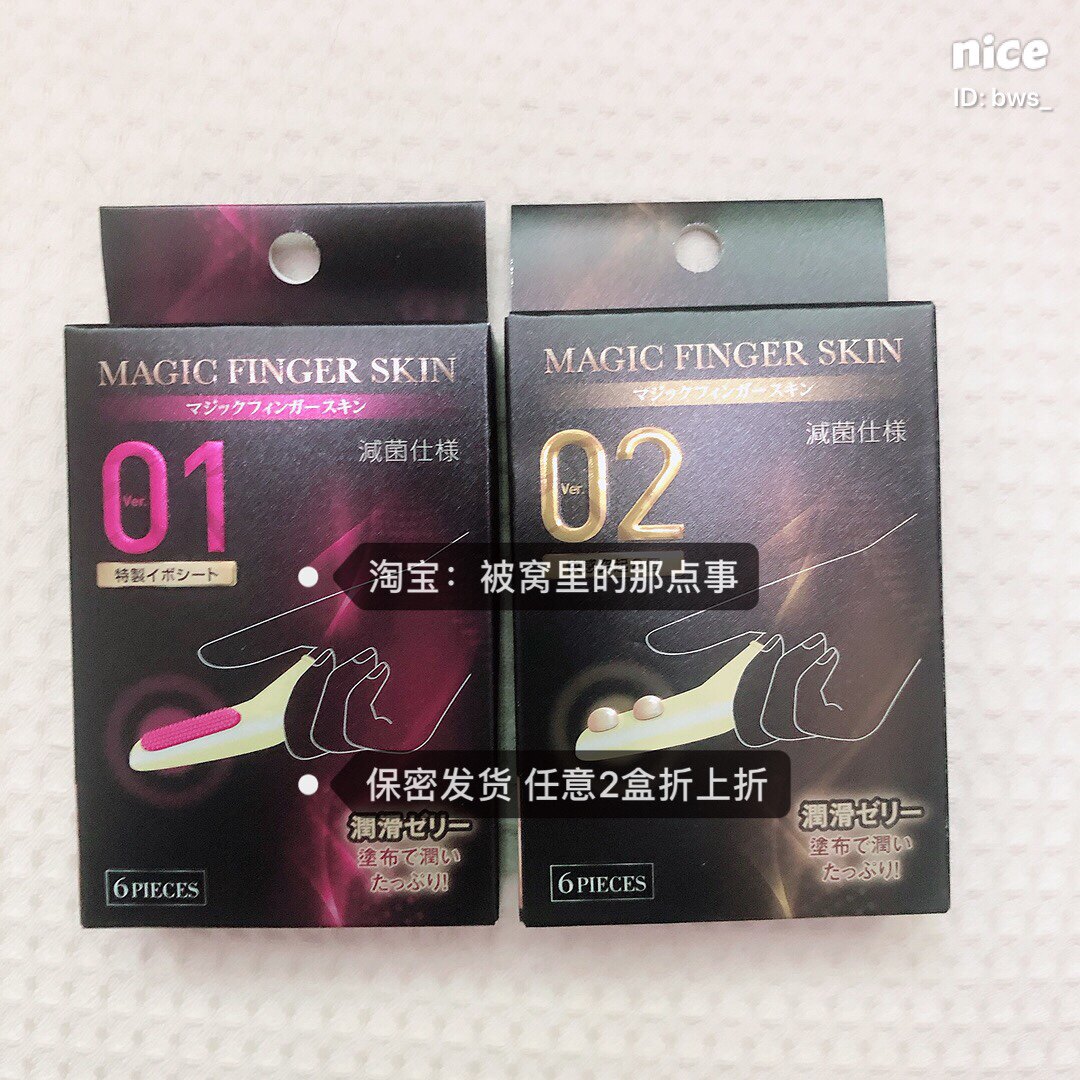 nice
ID: bws_
MAGIC FINGER SKIN
マジックフィンガースキン
01
Ver.
減菌仕様
特製イボシート
潤滑ゼリー
塗布で潤い
たっぷり!
6 PIECES
MAGIC FINGER SKIN
マジックフィンガースキン
02
Ver.
減菌仕様
潤滑ゼリー
塗布で潤い
たっぷり!
6 PIECES
淘宝：被窝里的那点事
保密发货 任意2盒折上折